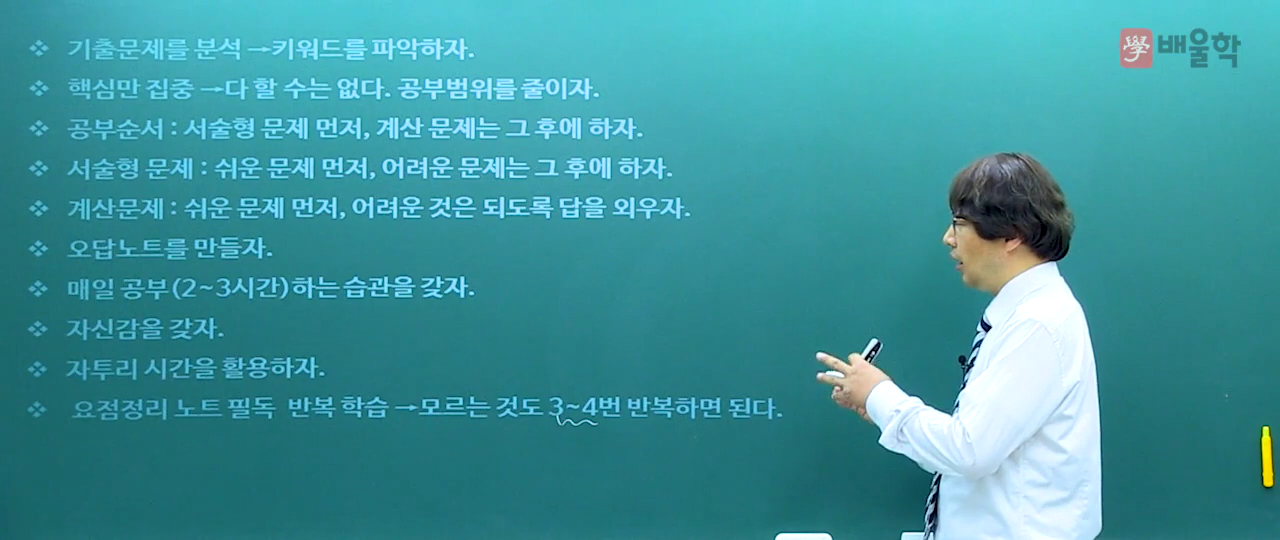 學 배울학
❖ 기출문제를 분석 →키워드를 파악하자.
❖ 핵심만 집중 →다 할 수는 없다. 공부범위를 줄이자.
❖ 공부순서 : 서술형 문제 먼저, 계산 문제는 그 후에 하자.
❖ 서술형 문제 : 쉬운 문제 먼저, 어려운 문제는 그 후에 하자.
❖ 계산문제 : 쉬운 문제 먼저, 어려운 것은 되도록 답을 외우자.
❖ 오답노트를 만들자.
❖ 매일 공부(2~3시간)하는 습관을 갖자.
❖ 자신감을 갖자.
❖ 자투리 시간을 활용하자.
❖ 요점정리 노트 필독 반복 학습 →모르는 것도 3~4번 반복하면 된다.